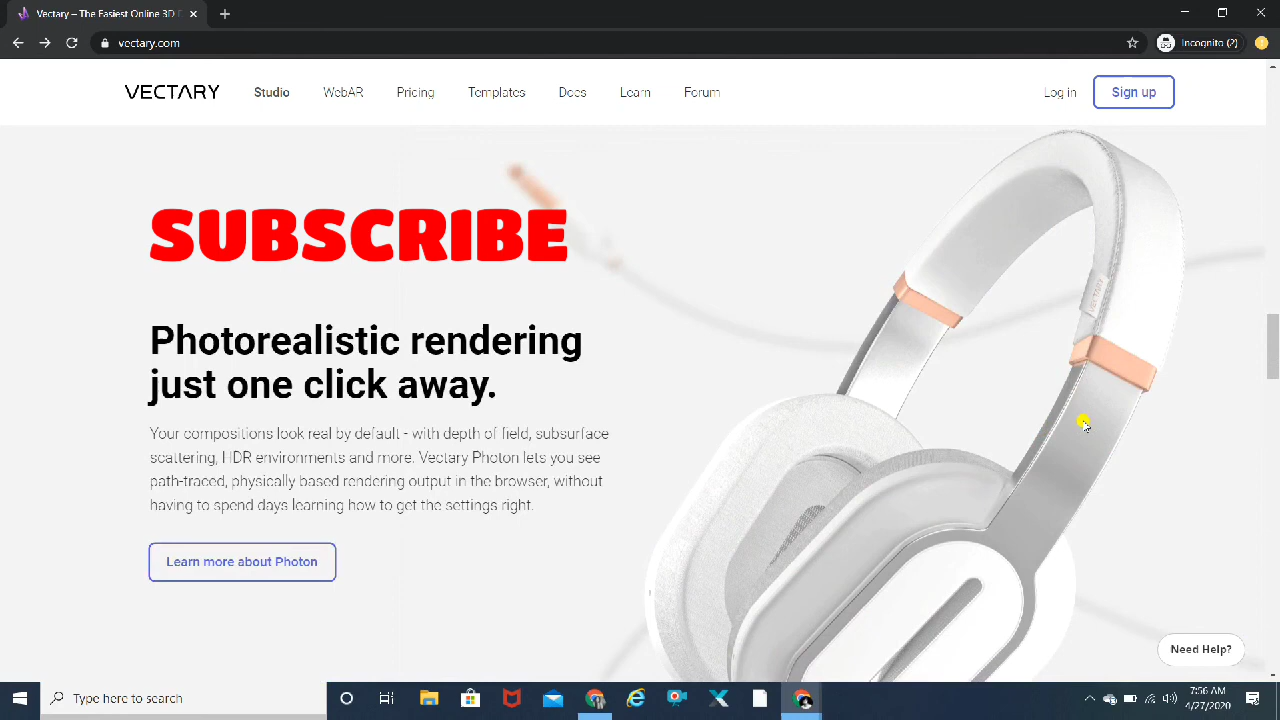 Vectary – The Easiest Online 3D D
vectary.com
Incognito (2)
VECTARY
Studio
WebAR
Pricing
Templates
Docs
Learn
Forum
Log in
Sign up
SUBSCRIBE
VECTARY
Photorealistic rendering
just one click away.
Your compositions look real by default - with depth of field, subsurface
scattering, HDR environments and more. Vectary Photon lets you see
path-traced, physically based rendering output in the browser, without
having to spend days learning how to get the settings right.
Learn more about Photon
Need Help?
Type here to search
7:56 AM
4/27/2020